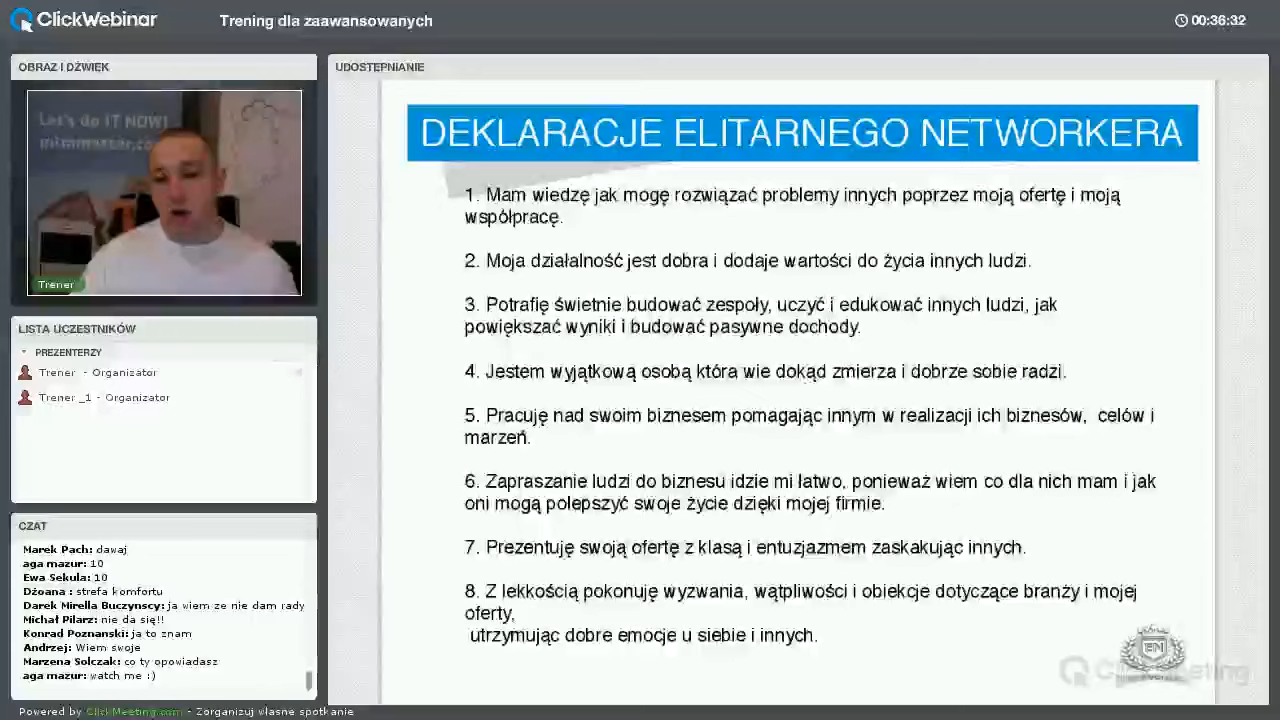 ClickWebinar
Trening dla zaawansowanych
00:36:32
OBRAZ I DŹWIĘK
Let's do IT NOW!
Trener
LISTA UCZESTNIKÓW
PREZENTERZY
Trener - Organizator
Trener _1 - Organizator
CZAT
Marek Pach: dawaj
aga mazur: 10
Ewa Sekula: 10
Dżoana : strefa komfortu
Darek Mirella Buczynscy: ja wiem ze nie dam rady
Michał Pilarz: nie da się!!
Konrad Poznanski: ja to znam
Andrzej: Wiem swoje
Marzena Solczak: co ty opowiadasz
aga mazur: watch me :)
UDOSTĘPNIANIE
DEKLARACJE ELITARNEGO NETWORKERA
1. Mam wiedzę jak mogę rozwiązać problemy innych poprzez moją ofertę i moją
współpracę.
2. Moja działalność jest dobra i dodaje wartości do życia innych ludzi.
3. Potrafię świetnie budować zespoły, uczyć i edukować innych ludzi, jak
powiększać wyniki i budować pasywne dochody.
4. Jestem wyjątkową osobą która wie dokąd zmierza i dobrze sobie radzi.
5. Pracuję nad swoim biznesem pomagając innym w realizacji ich biznesów, celów i
marzeń.
6. Zapraszanie ludzi do biznesu idzie mi łatwo, ponieważ wiem co dla nich mam i jak
oni mogą polepszyć swoje życie dzięki mojej firmie.
7. Prezentuję swoją ofertę z klasą i entuzjazmem zaskakując innych.
8. Z lekkością pokonuję wyzwania, wątpliwości i obiekcje dotyczące branży i mojej
oferty,
utrzymując dobre emocje u siebie i innych.
EN
ClickMeeting
Powered by ClickMeeting.com - Zorganizuj własne spotkanie